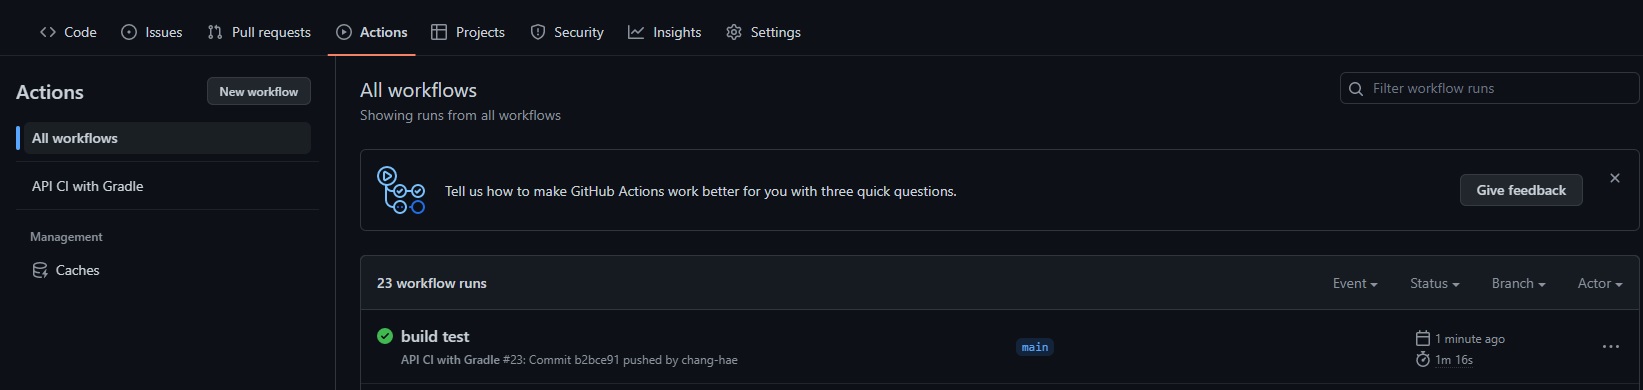 Code Issues Pull requests Actions Projects Security Insights Settings
Actions New workflow
All workflows
API CI with Gradle
Management
Caches
All workflows
Showing runs from all workflows
Filter workflow runs
Tell us how to make GitHub Actions work better for you with three quick questions.
Give feedback
23 workflow runs Event Status Branch Actor
build test
API CI with Gradle #23: Commit b2bce91 pushed by chang-hae
main
1 minute ago
1m 16s